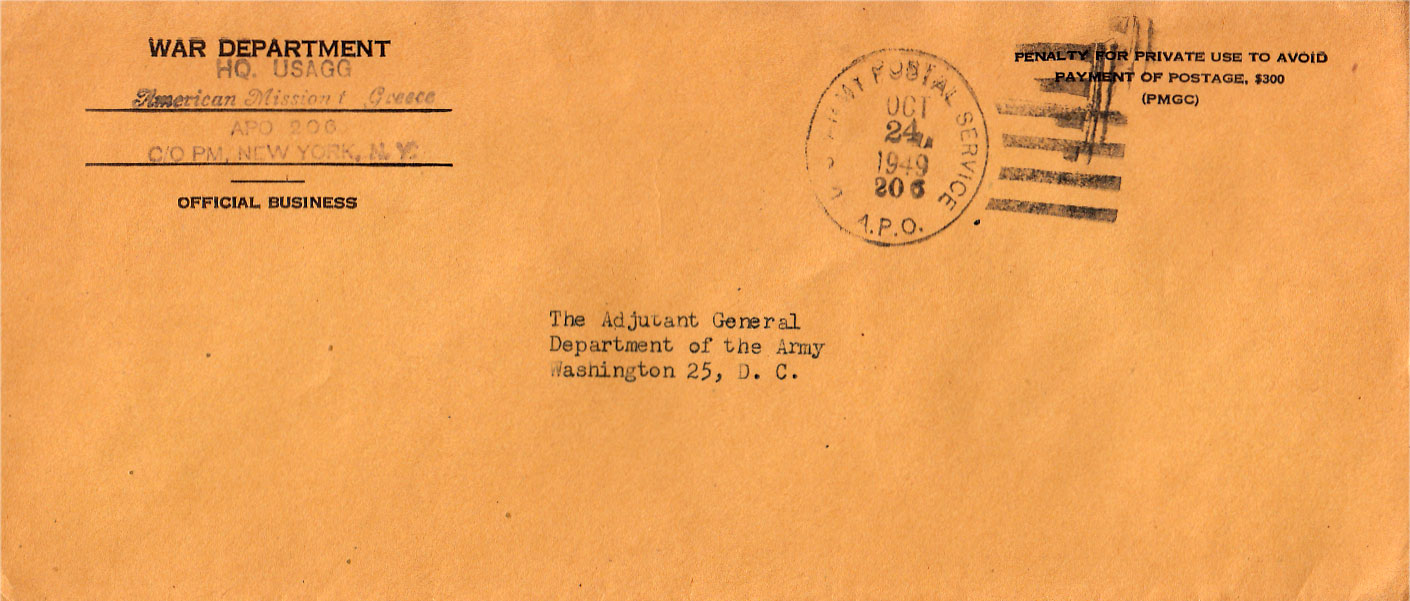 WAR DEPARTMENT
HQ. USAGG
American Mission t Greece
APO 206
C/O PM, NEW YORK, N. Y.
OFFICIAL BUSINESS
U. S. ARMY POSTAL SERVICE
OCT
24
1949
206
A.P.O.
PENALTY FOR PRIVATE USE TO AVOID
PAYMENT OF POSTAGE, $300
(PMGC)
The Adjutant General
Department of the Army
Washington 25, D. C.